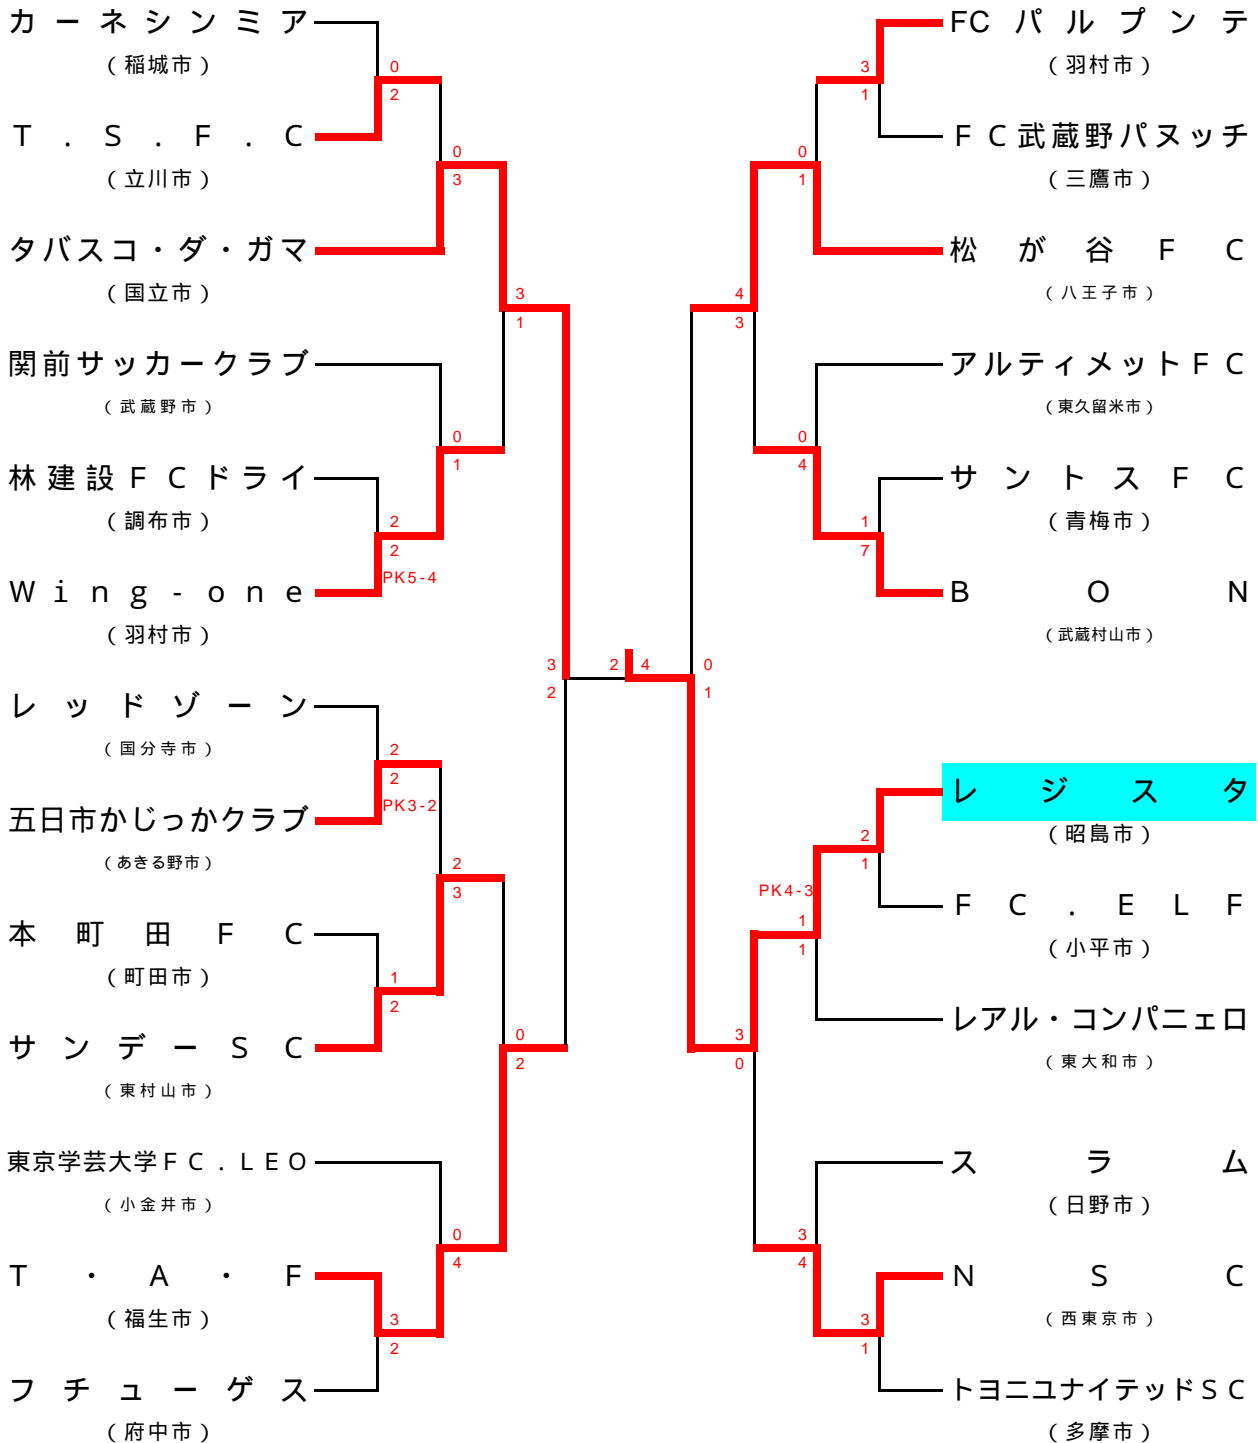 カーネシンミア
（稲城市）
0
2
T．S．F．C
（立川市）
0
3
タバスコ・ダ・ガマ
（国立市）
3
1
関前サッカークラブ
（武蔵野市）
0
1
林建設FCドライ
（調布市）
2
2
PK5-4
Wing-one
（羽村市）
3
2
レッドゾーン
（国分寺市）
2
2
PK3-2
五日市かじっかクラブ
（あきる野市）
2
3
本町田FC
（町田市）
1
2
サンデーSC
（東村山市）
0
2
東京学芸大学FC．LEO
（小金井市）
0
4
T・A・F
（福生市）
3
2
フチューゲス
（府中市）
2 4
FCパルプンテ
（羽村市）
3
1
FC武蔵野パヌッチ
（三鷹市）
0
1
松が谷FC
（八王子市）
4
3
アルティメットFC
（東久留米市）
0
4
サントスFC
（青梅市）
1
7
BON
（武蔵村山市）
0
1
レジスタ
（昭島市）
2
1
PK4-3
1
1
FC．ELF
（小平市）
レアル・コンパニェロ
（東大和市）
3
0
スラム
（日野市）
3
4
NSC
（西東京市）
3
1
トヨニユナイテッドSC
（多摩市）